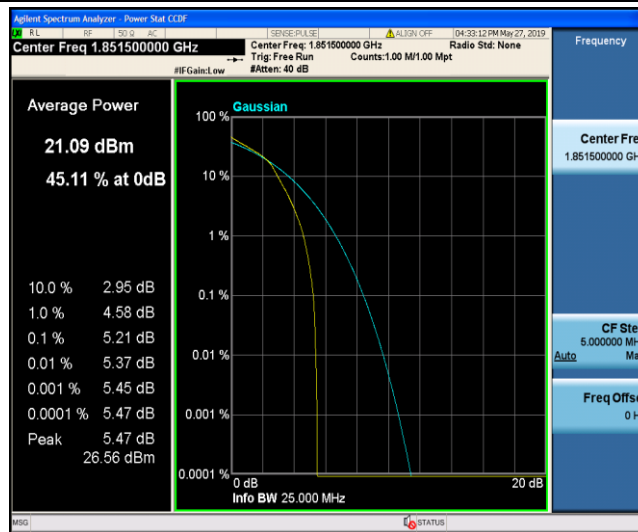 Agilent Spectrum Analyzer - Power Stat CCDF
RL RF 50 Ω AC SENSE:PULSE ALIGN OFF 04:33:12 PM May 27, 2019
Center Freq 1.851500000 GHz
Center Freq: 1.851500000 GHz Radio Std: None
Trig: Free Run Counts:1.00 M/1.00 Mpt
#IFGain:Low #Atten: 40 dB
Frequency
Average Power
21.09 dBm
45.11 % at 0dB
10.0 % 2.95 dB
1.0 % 4.58 dB
0.1 % 5.21 dB
0.01 % 5.37 dB
0.001 % 5.45 dB
0.0001 % 5.47 dB
Peak 5.47 dB
26.56 dBm
Gaussian
100 %
10 %
1 %
0.1 %
0.01 %
0.001 %
0.0001 %
0 dB 20 dB
Info BW 25.000 MHz
Center Fre
1.851500000 GH
CF Ste
5.000000 MH
Auto Ma
Freq Offs
0 H
MSG STATUS